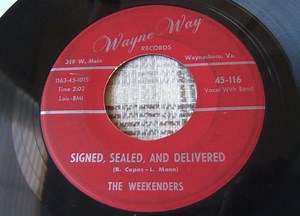 Wayne-Way
RECORDS
319 W. Main
Waynesboro, Va.
1163-45-1015
Time 2:02
Lois-BMI
45-116
Vocal With Band
SIGNED, SEALED, AND DELIVERED
(B. Copas - L. Mann)
THE WEEKENDERS